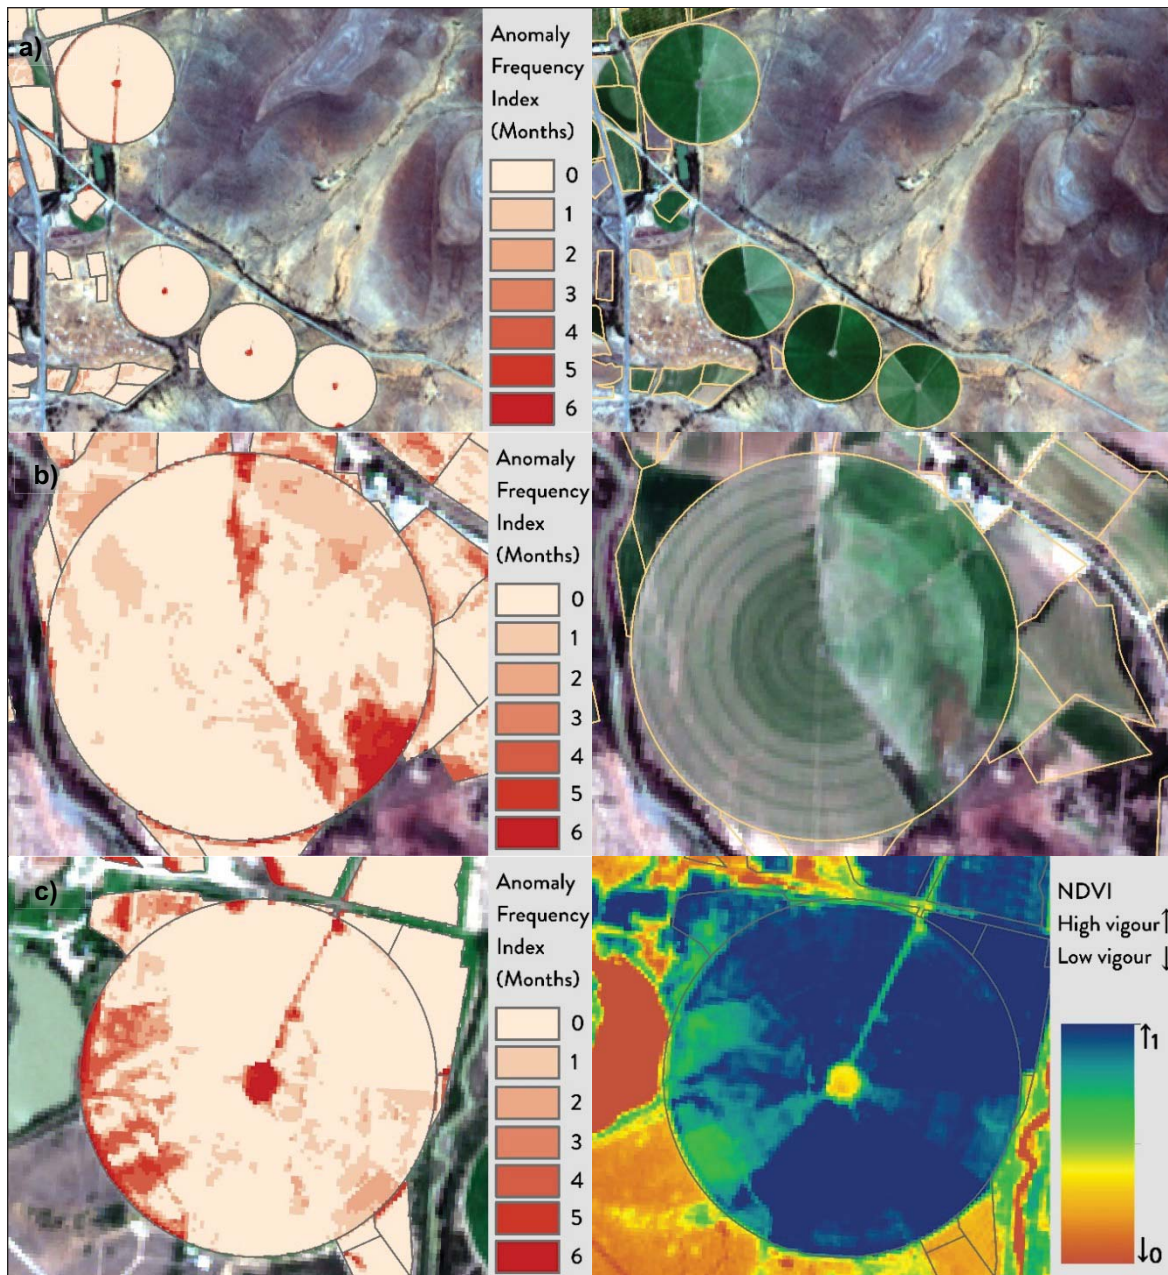 a)
Anomaly
Frequency
Index
(Months)
0
1
2
3
4
5
6
b)
Anomaly
Frequency
Index
(Months)
0
1
2
3
4
5
6
c)
Anomaly
Frequency
Index
(Months)
0
1
2
3
4
5
6
NDVI
High vigour↑
Low vigour ↓
↑1
↓0